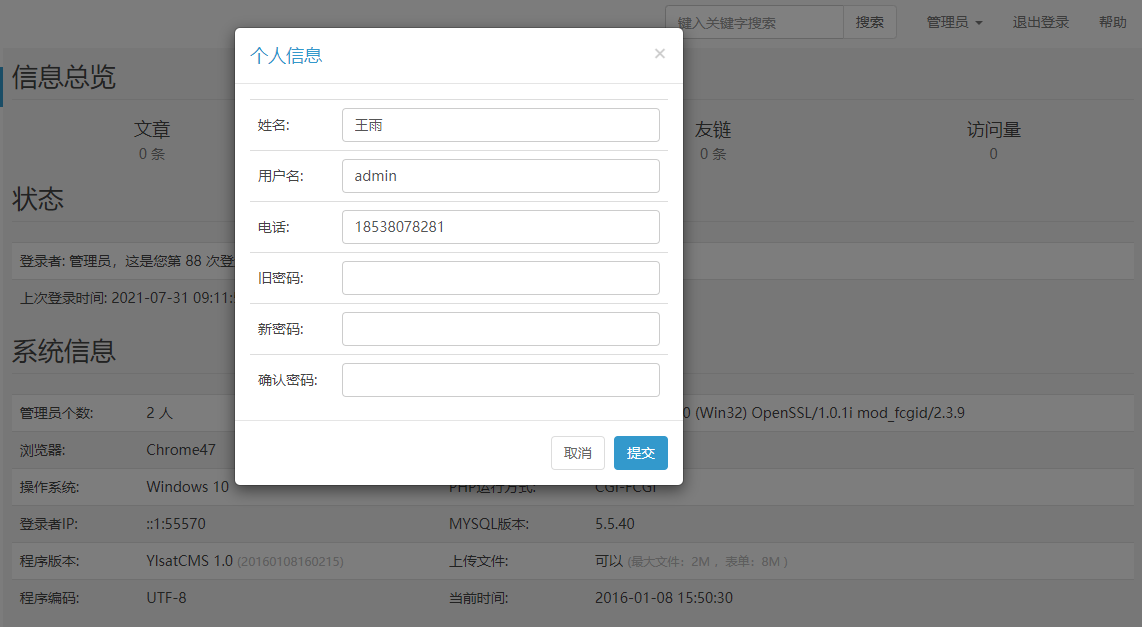 键入关键字搜索 搜索 管理员 退出登录 帮助
个人信息 ×
信息总览
姓名: 王雨
文章 友链 访问量
0 条 0 条 0
用户名: admin
状态
电话: 18538078281
登录者: 管理员，这是您第 88 次登
旧密码:
上次登录时间: 2021-07-31 09:11:
新密码:
系统信息
确认密码:
管理员个数: 2 人 0 (Win32) OpenSSL/1.0.1i mod_fcgid/2.3.9
浏览器: Chrome47
取消 提交
操作系统: Windows 10 PHP运行方式: CGI-FCGI
登录者IP: ::1:55570 MYSQL版本: 5.5.40
程序版本: YIsatCMS 1.0 (20160108160215) 上传文件: 可以 (最大文件：2M ，表单：8M )
程序编码: UTF-8 当前时间: 2016-01-08 15:50:30